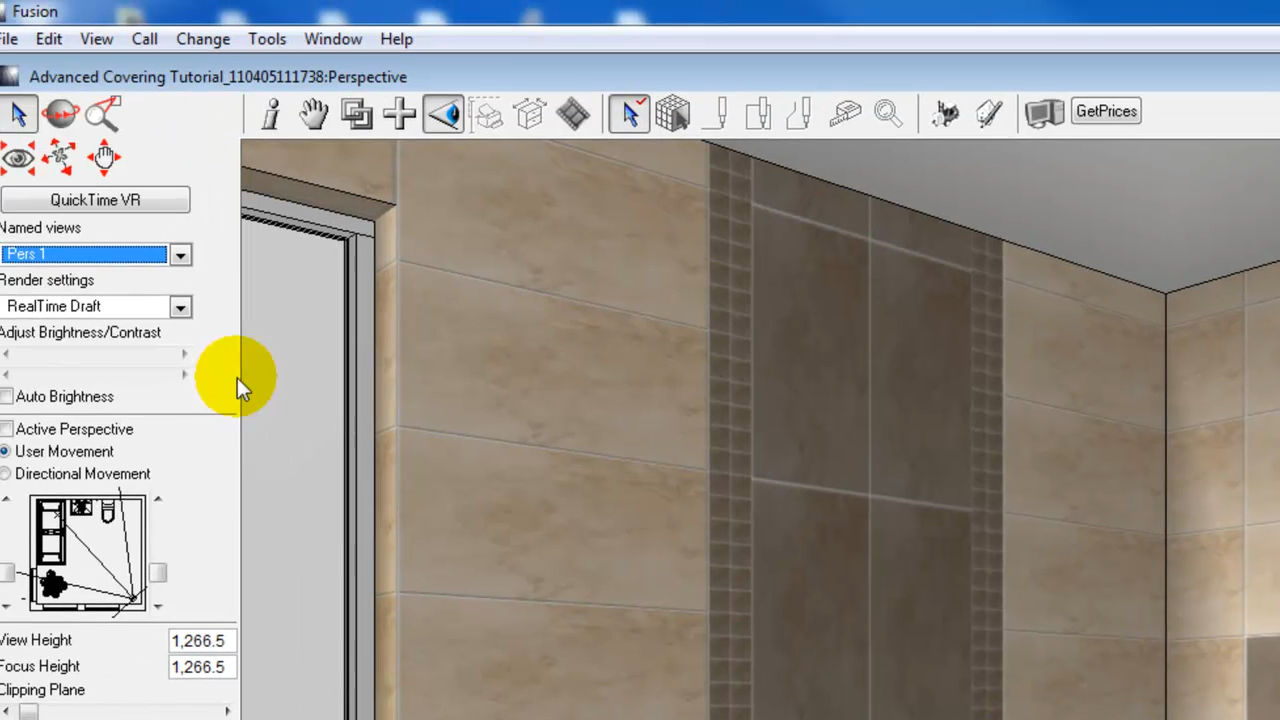 Fusion
File Edit View Call Change Tools Window Help
Advanced Covering Tutorial_110405111738:Perspective
GetPrices
QuickTime VR
Named views
Pers 1
Render settings
RealTime Draft
Adjust Brightness/Contrast
Auto Brightness
Active Perspective
User Movement
Directional Movement
View Height 1,266.5
Focus Height 1,266.5
Clipping Plane